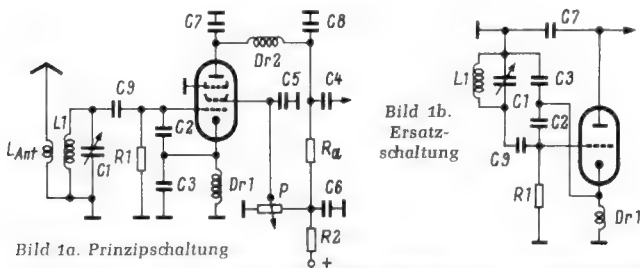 C7
C8
C7
Dr2
C9
C5
C4
L1
C3
C1
Bild 1b.
Ersatz-
schaltung
C2
C2
Ra
C9
LAnt
L1
C1
R1
C3
Dr1
P
C6
R1
Dr1
R2
+
Bild 1a. Prinzipschaltung